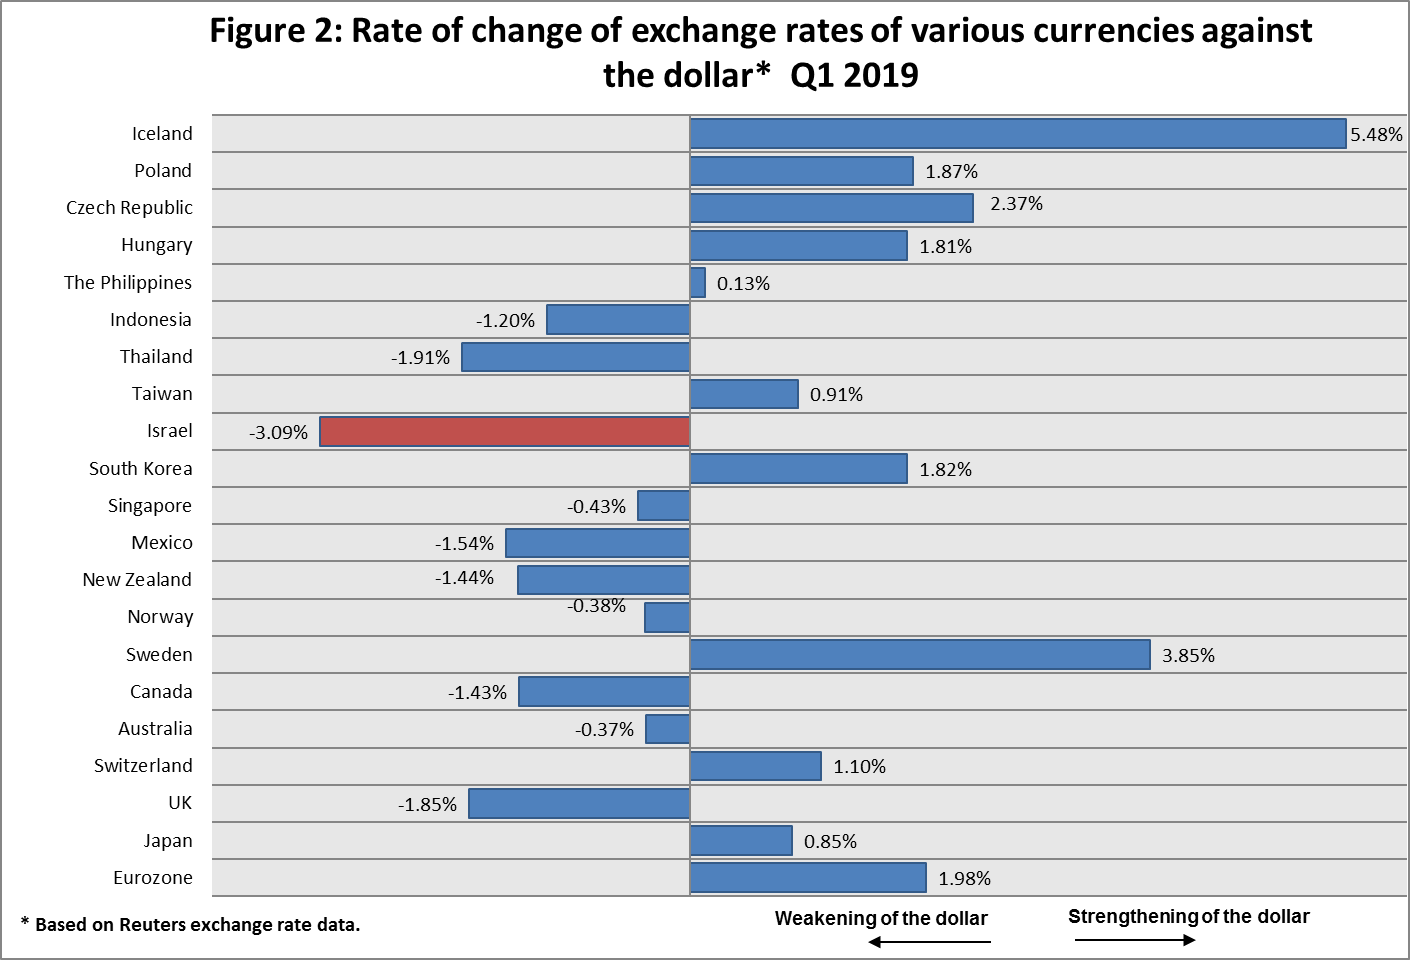 Figure 2: Rate of change of exchange rates of various currencies against
the dollar*  Q1 2019
Iceland 5.48%
Poland 1.87%
Czech Republic 2.37%
Hungary 1.81%
The Philippines 0.13%
Indonesia -1.20%
Thailand -1.91%
Taiwan 0.91%
Israel -3.09%
South Korea 1.82%
Singapore -0.43%
Mexico -1.54%
New Zealand -1.44%
Norway -0.38%
Sweden 3.85%
Canada -1.43%
Australia -0.37%
Switzerland 1.10%
UK -1.85%
Japan 0.85%
Eurozone 1.98%
* Based on Reuters exchange rate data.
Weakening of the dollar
Strengthening of the dollar